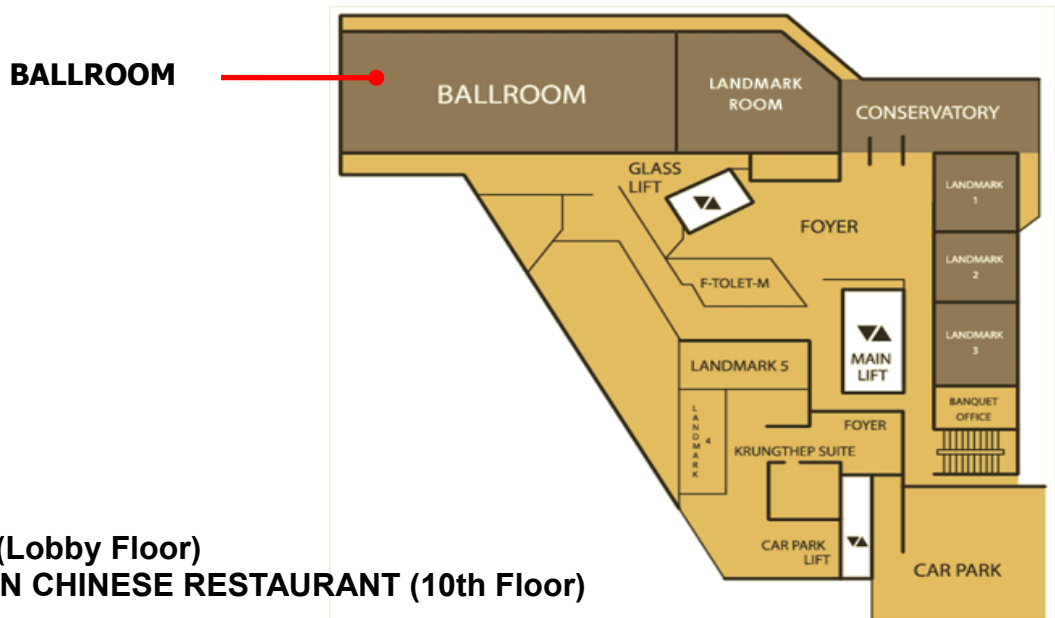 BALLROOM
BALLROOM
LANDMARK
ROOM
CONSERVATORY
GLASS
LIFT
LANDMARK
1
FOYER
LANDMARK
2
F-TOLET-M
LANDMARK
3
MAIN
LIFT
LANDMARK 5
BANQUET
OFFICE
LANDMARK
4
FOYER
KRUNGTHEP SUITE
CAR PARK
LIFT
CAR PARK
(Lobby Floor)
N CHINESE RESTAURANT (10th Floor)